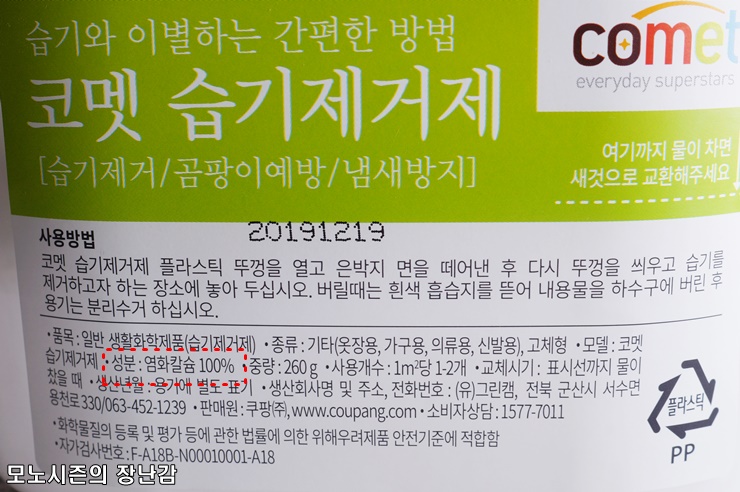 습기와 이별하는 간편한 방법
comet
everyday superstars
코멧 습기제거제
[습기제거/곰팡이예방/냄새방지]
여기까지 물이 차면
새것으로 교환해주세요
사용방법
20191219
코멧 습기제거제 플라스틱 뚜껑을 열고 은박지 면을 떼어낸 후 다시 뚜껑을 씌우고 습기를
제거하고자 하는 장소에 놓아 두십시오. 버릴때는 흰색 흡습지를 뜯어 내용물을 하수구에 버린 후
용기는 분리수거 하십시오.
•품목 : 일반 생활화학제품(습기제거제) •종류 : 기타(옷장용, 가구용, 의류용, 신발용), 고체형 •모델 : 코멧
습기제거제 •성분 : 염화칼슘 100% •중량 : 260g •사용개수 : 1m²당 1-2개 •교체시기 : 표시선까지 물이
찼을 때 •생산년월 : 용기에 별도 표기 •생산회사명 및 주소, 전화번호 : (유)그린캠, 전북 군산시 서수면
용천로 330/063-452-1239 •판매원 : 쿠팡(주), www.coupang.com •소비자상담 : 1577-7011
•화학물질의 등록 및 평가 등에 관한 법률에 의한 위해우려제품 안전기준에 적합함
•자가검사번호 : F-A18B-N00010001-A18
플라스틱
PP
모노시즌의 장난감